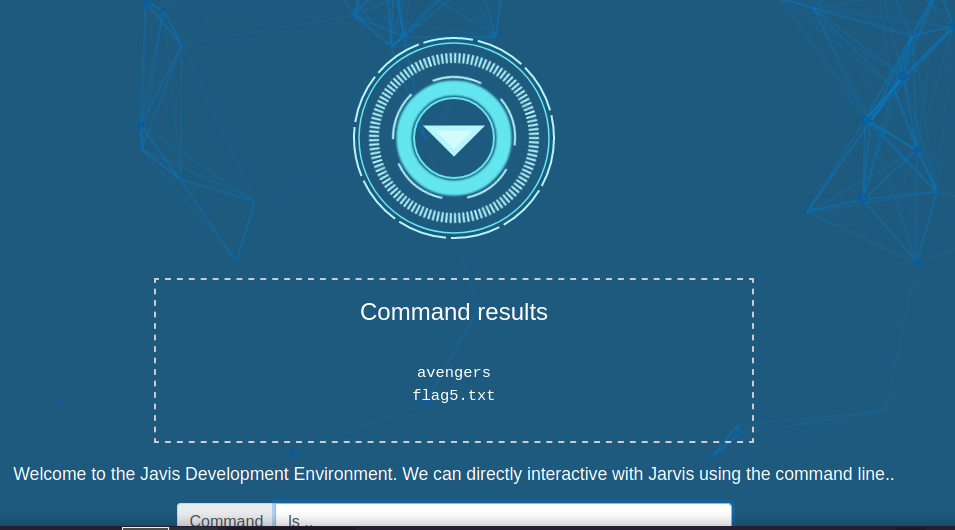 Command results
avengers
flag5.txt
Welcome to the Javis Development Environment. We can directly interactive with Jarvis using the command line..
Command ls ..